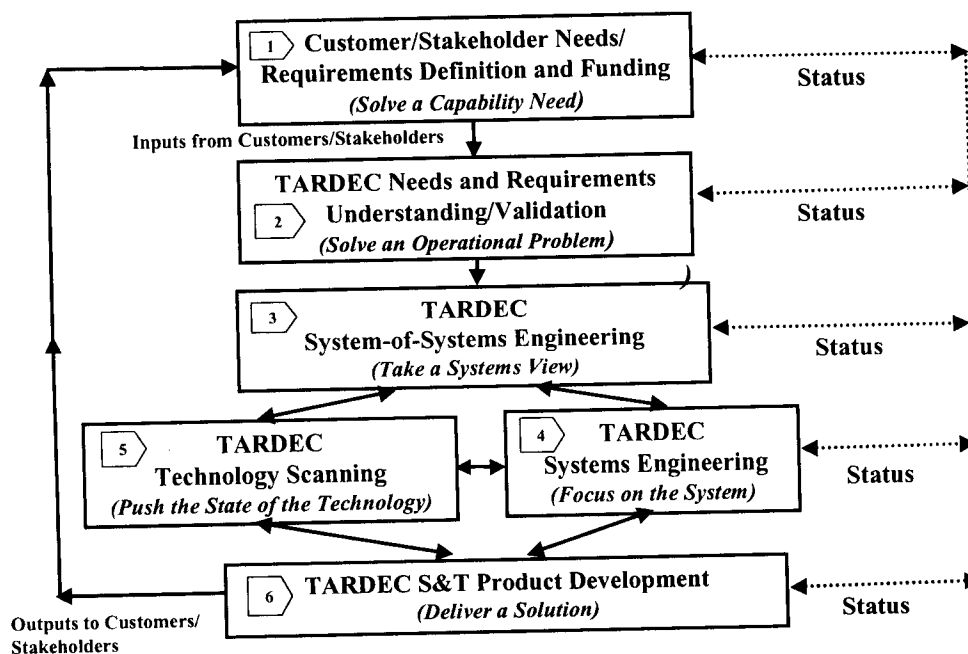 1 Customer/Stakeholder Needs/
Requirements Definition and Funding
(Solve a Capability Need)
Status
Inputs from Customers/Stakeholders
TARDEC Needs and Requirements
2 Understanding/Validation
(Solve an Operational Problem)
Status
)
TARDEC
3 System-of-Systems Engineering
(Take a Systems View)
Status
5 TARDEC
Technology Scanning
(Push the State of the Technology)
4 TARDEC
Systems Engineering
(Focus on the System)
Status
6 TARDEC S&T Product Development
(Deliver a Solution)
Status
Outputs to Customers/
Stakeholders